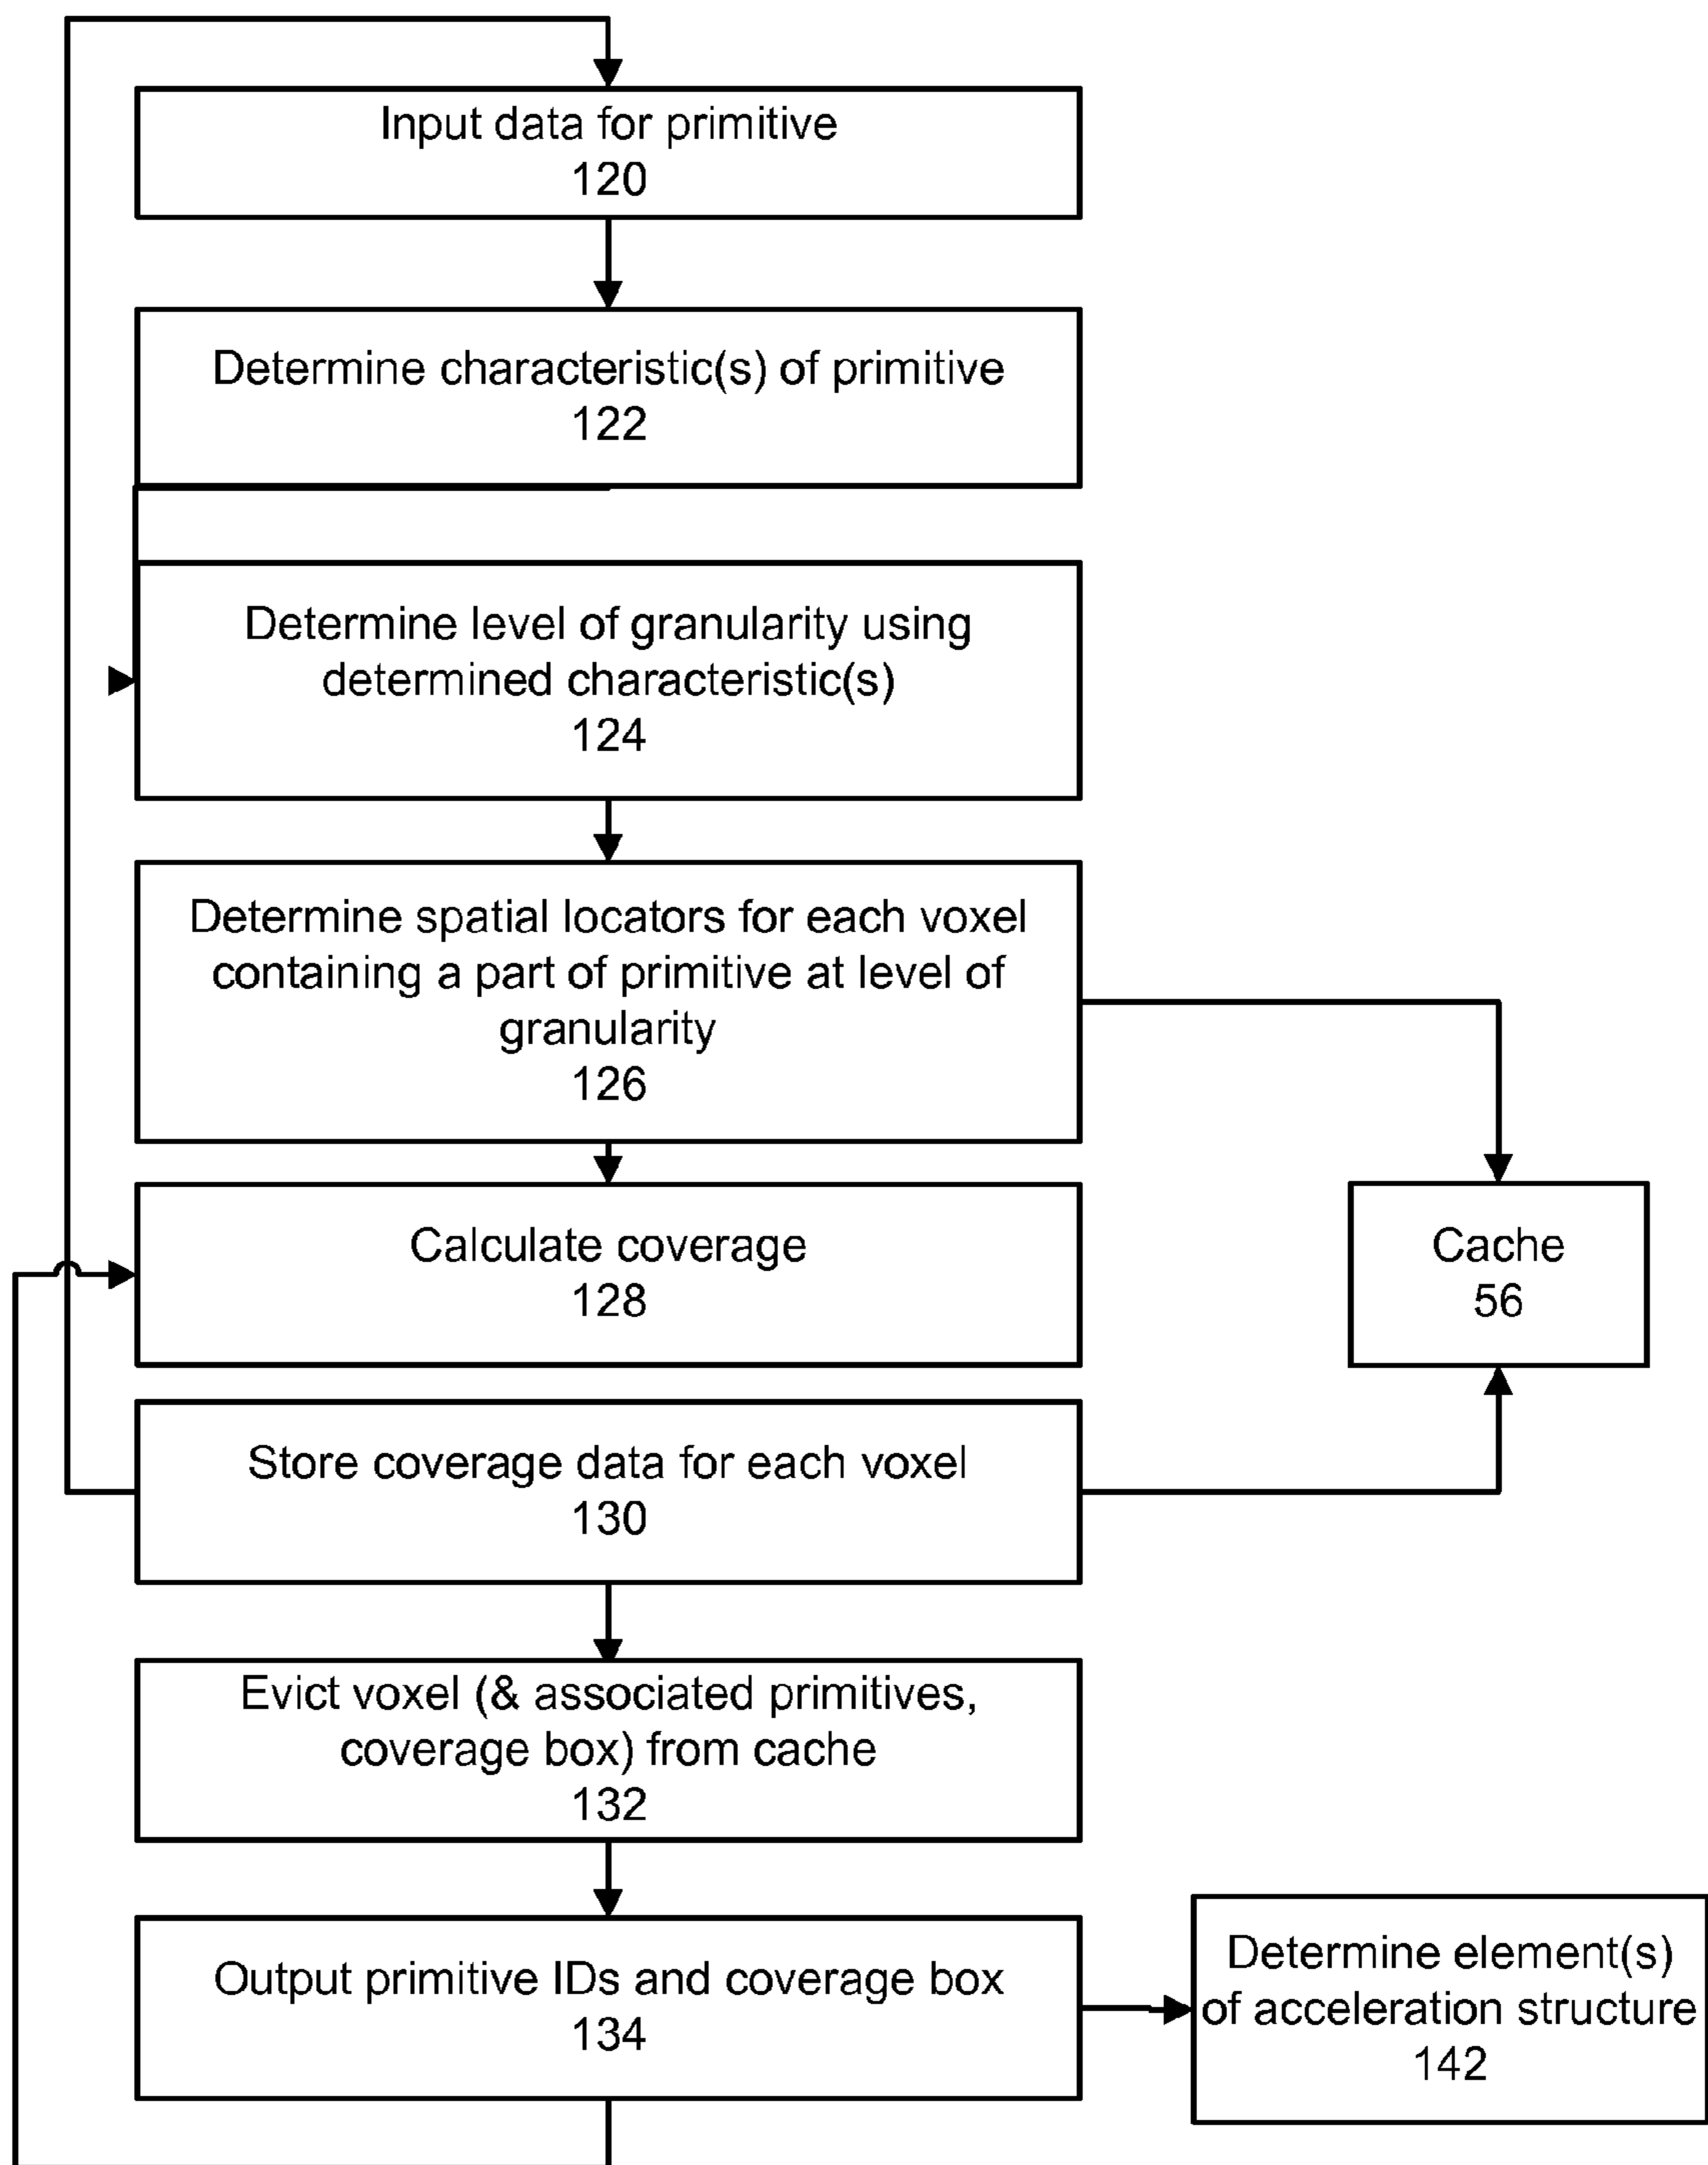 Input data for primitive
120
Determine characteristic(s) of primitive
122
Determine level of granularity using
determined characteristic(s)
124
Determine spatial locators for each voxel
containing a part of primitive at level of
granularity
126
Calculate coverage
128
Cache
56
Store coverage data for each voxel
130
Evict voxel (& associated primitives,
coverage box) from cache
132
Output primitive IDs and coverage box
134
Determine element(s)
of acceleration structure
142